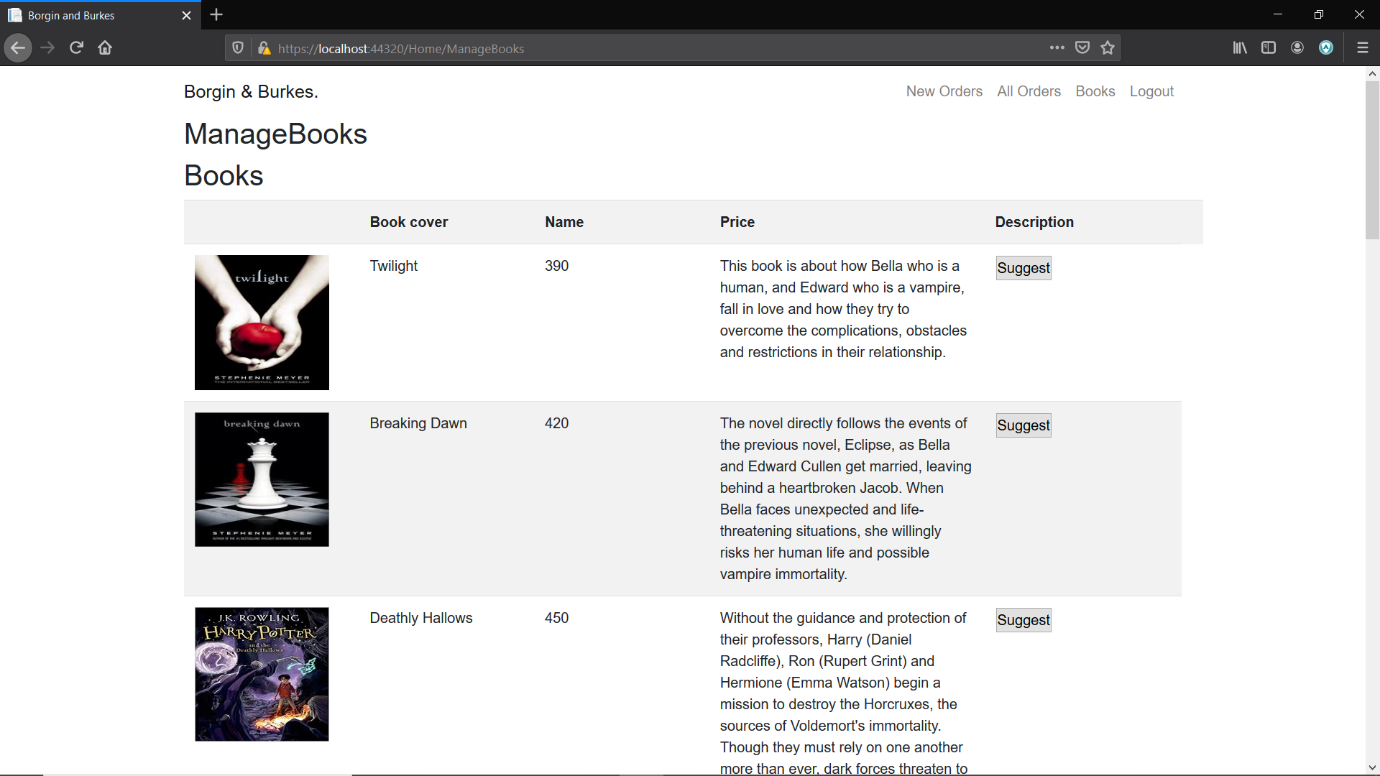 Borgin and Burkes
https://localhost:44320/Home/ManageBooks
Borgin & Burkes.
New Orders All Orders Books Logout
ManageBooks
Books
Book cover Name Price Description
twilight
STEPHENIE MEYER
Twilight
390
This book is about how Bella who is a
human, and Edward who is a vampire,
fall in love and how they try to
overcome the complications, obstacles
and restrictions in their relationship.
Suggest
breaking dawn
STEPHENIE MEYER
Breaking Dawn
420
The novel directly follows the events of
the previous novel, Eclipse, as Bella
and Edward Cullen get married, leaving
behind a heartbroken Jacob. When
Bella faces unexpected and life-
threatening situations, she willingly
risks her human life and possible
vampire immortality.
Suggest
J.K. ROWLING
HARRY POTTER
and the
Deathly Hallows
Deathly Hallows
450
Without the guidance and protection of
their professors, Harry (Daniel
Radcliffe), Ron (Rupert Grint) and
Hermione (Emma Watson) begin a
mission to destroy the Horcruxes, the
sources of Voldemort's immortality.
Though they must rely on one another
more than ever, dark forces threaten to
Suggest